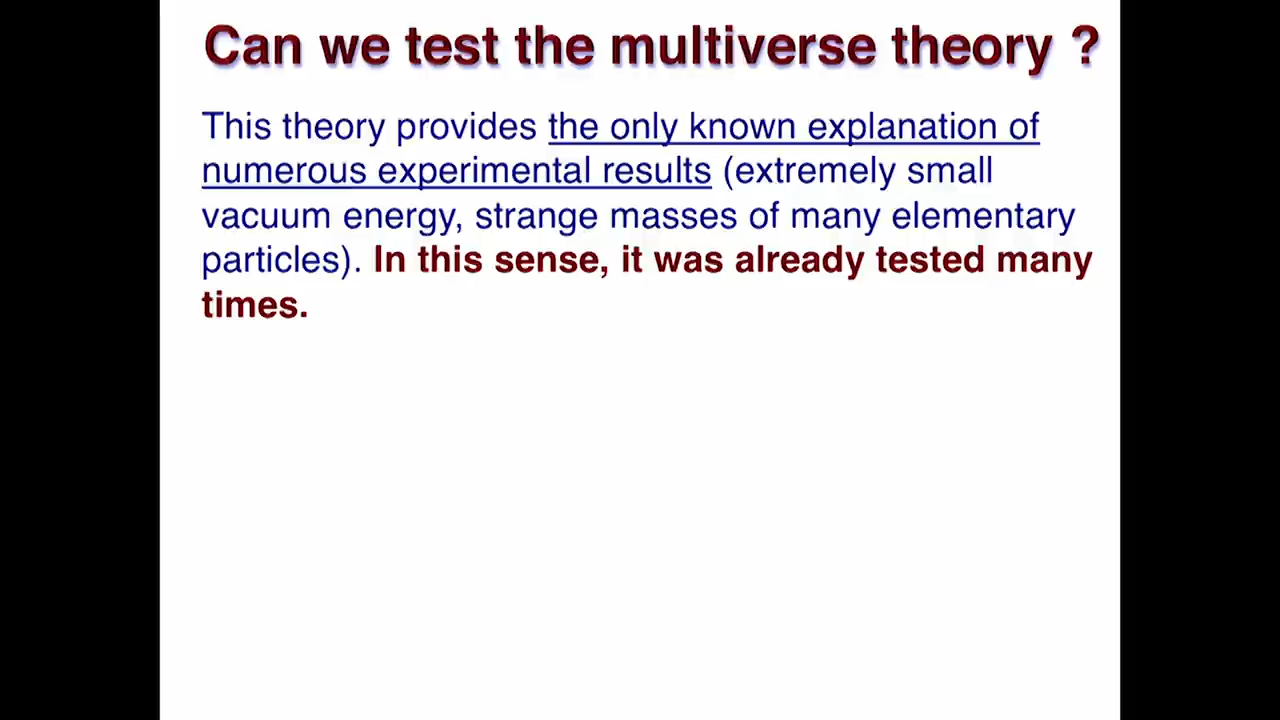 Can we test the multiverse theory ?
This theory provides the only known explanation of
numerous experimental results (extremely small
vacuum energy, strange masses of many elementary
particles). In this sense, it was already tested many
times.